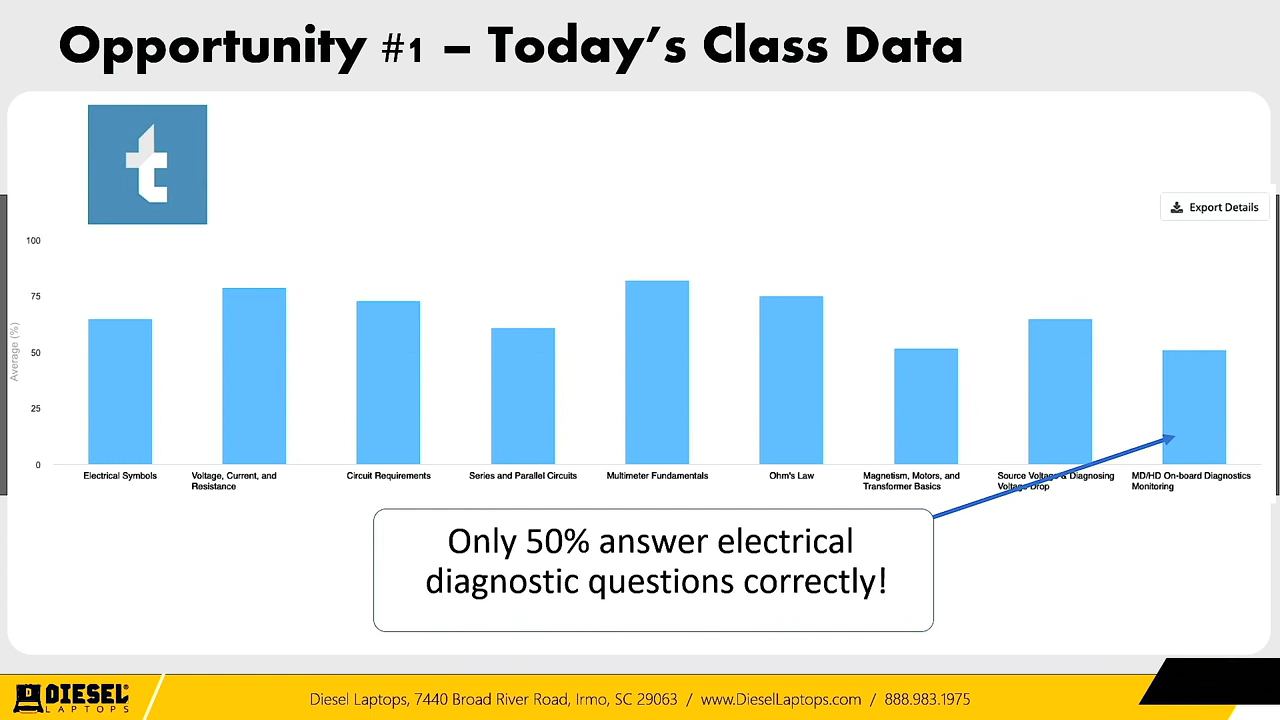 Opportunity #1 – Today's Class Data
t
Export Details
100
75
50
25
0
Average (%)
Electrical Symbols
Voltage, Current, and
Resistance
Circuit Requirements
Series and Parallel Circuits
Multimeter Fundamentals
Ohm's Law
Magnetism, Motors, and
Transformer Basics
Source Voltage & Diagnosing
Voltage Drop
MD/HD On-board Diagnostics
Monitoring
Only 50% answer electrical
diagnostic questions correctly!
DIESEL
LAPTOPS
Diesel Laptops, 7440 Broad River Road, Irmo, SC 29063 / www.DieselLaptops.com / 888.983.1975